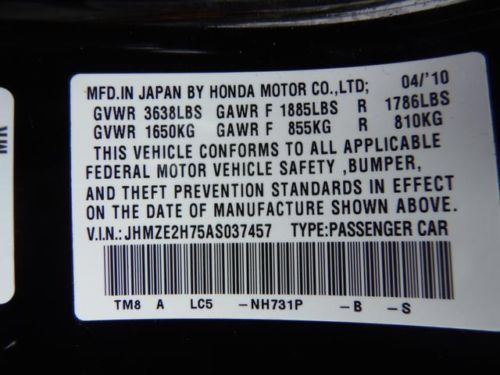 MFD.IN JAPAN BY HONDA MOTOR CO.,LTD; 04/'10
GVWR 3638LBS GAWR F 1885LBS R 1786LBS
GVWR 1650KG GAWR F 855KG R 810KG
THIS VEHICLE CONFORMS TO ALL APPLICABLE
FEDERAL MOTOR VEHICLE SAFETY ,BUMPER,
AND THEFT PREVENTION STANDARDS IN EFFECT
ON THE DATE OF MANUFACTURE SHOWN ABOVE.
V.I.N.:JHMZE2H75AS037457 TYPE:PASSENGER CAR
TM8 A LC5 -NH731P -B -S
VIN